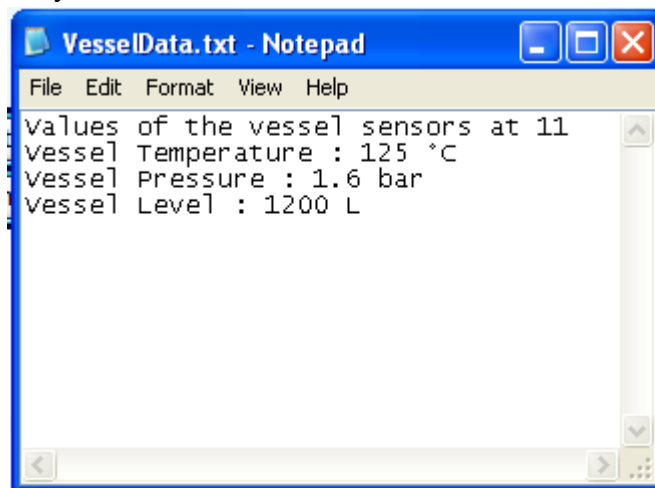 VesselData.txt - Notepad
File Edit Format View Help
Values of the vessel sensors at 11
Vessel Temperature : 125 °C
Vessel Pressure : 1.6 bar
Vessel Level : 1200 L